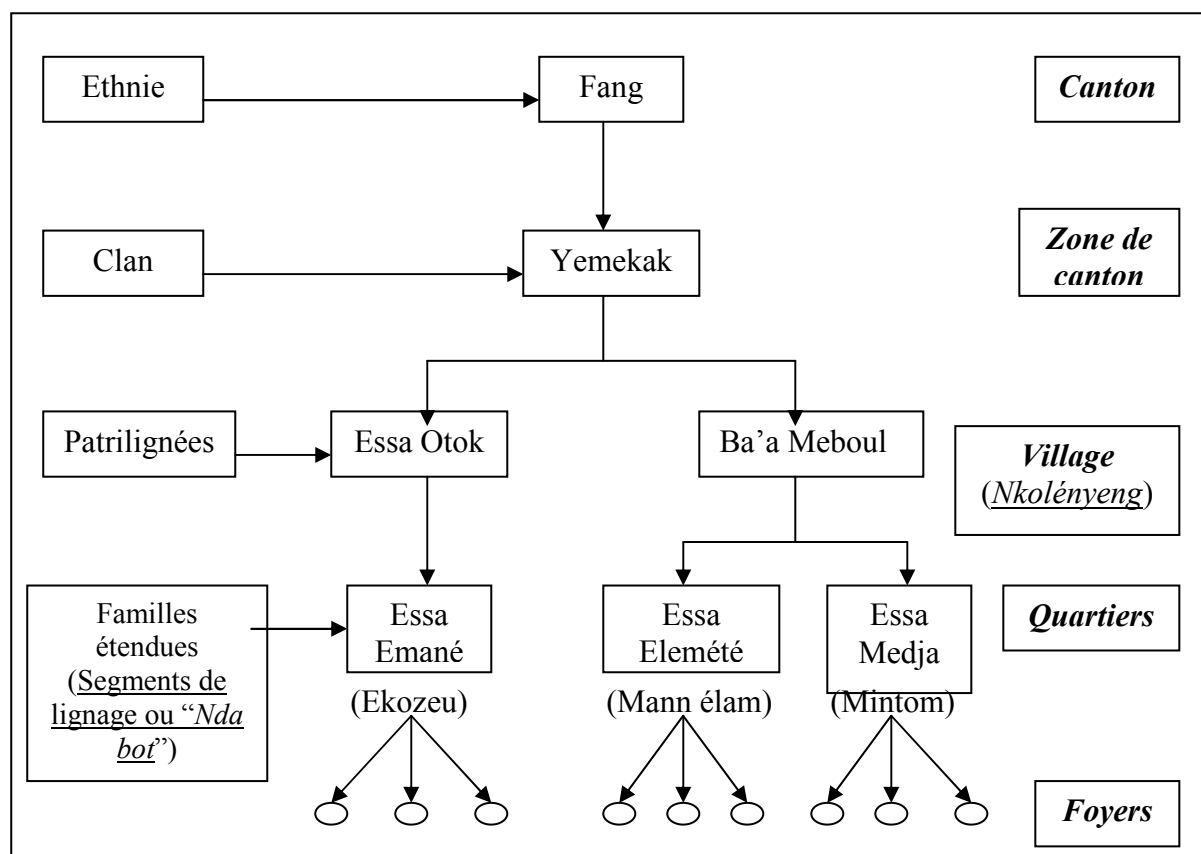 Ethnie
Fang
Canton
Clan
Yemekak
Zone de
canton
Patrilignées
Essa Otok
Ba’a Meboul
Village
(Nkolényeng)
Familles
étendues
(Segments de
lignage ou “Nda
bot”)
Essa
Emané
(Ekozeu)
Essa
Elemété
(Mann élam)
Essa
Medja
(Mintom)
Quartiers
Foyers